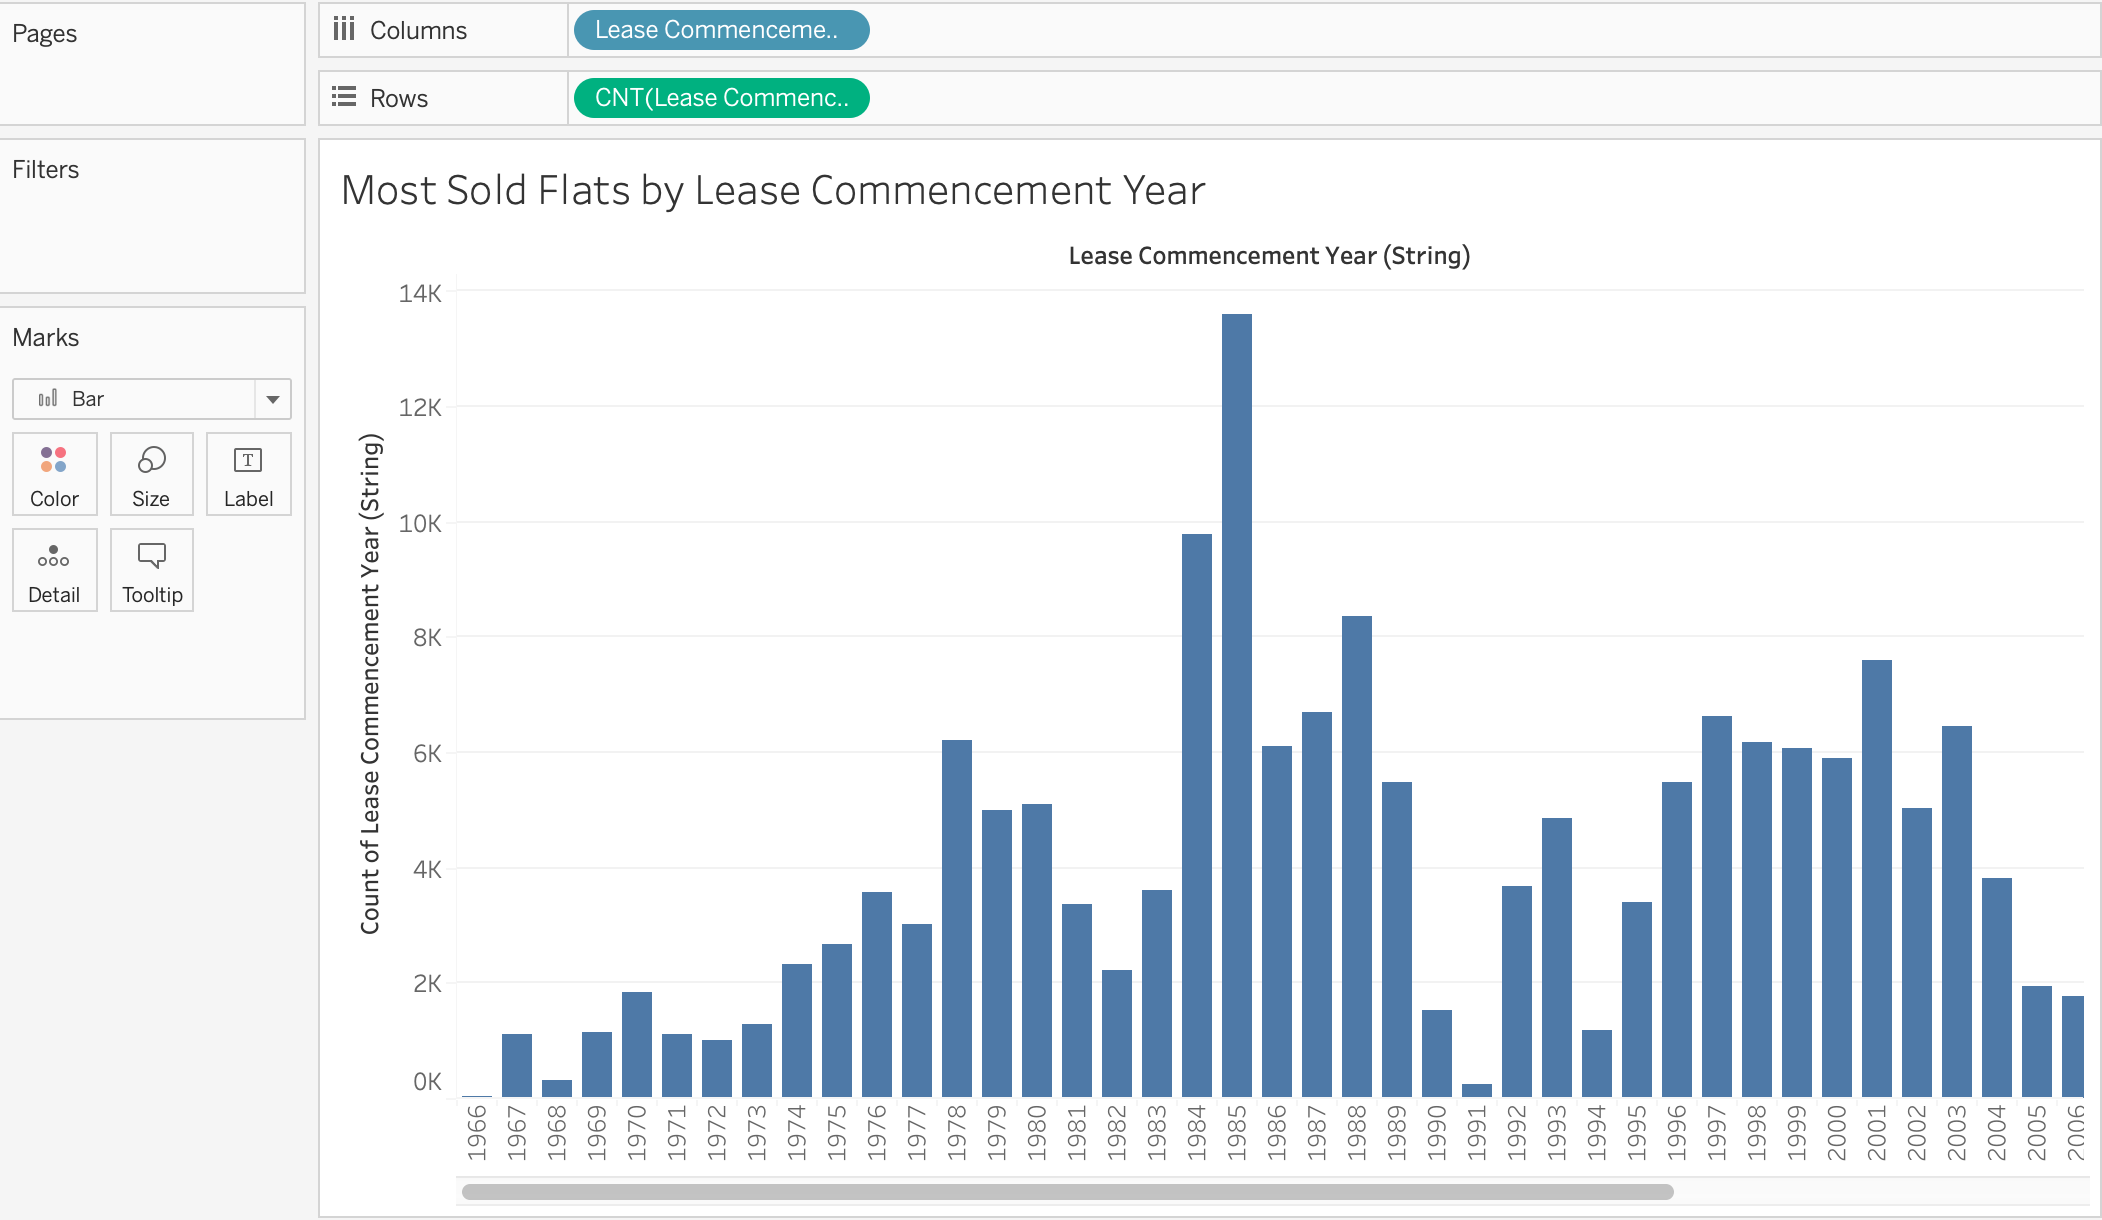 Pages
Columns
Lease Commenceme..
Rows
CNT(Lease Commenc..
Filters
Marks
Bar
Color
Size
T
Label
Detail
Tooltip
Most Sold Flats by Lease Commencement Year
Lease Commencement Year (String)
Count of Lease Commencement Year (String)
14K
12K
10K
8K
6K
4K
2K
0K
1966
1967
1968
1969
1970
1971
1972
1973
1974
1975
1976
1977
1978
1979
1980
1981
1982
1983
1984
1985
1986
1987
1988
1989
1990
1991
1992
1993
1994
1995
1996
1997
1998
1999
2000
2001
2002
2003
2004
2005
2006